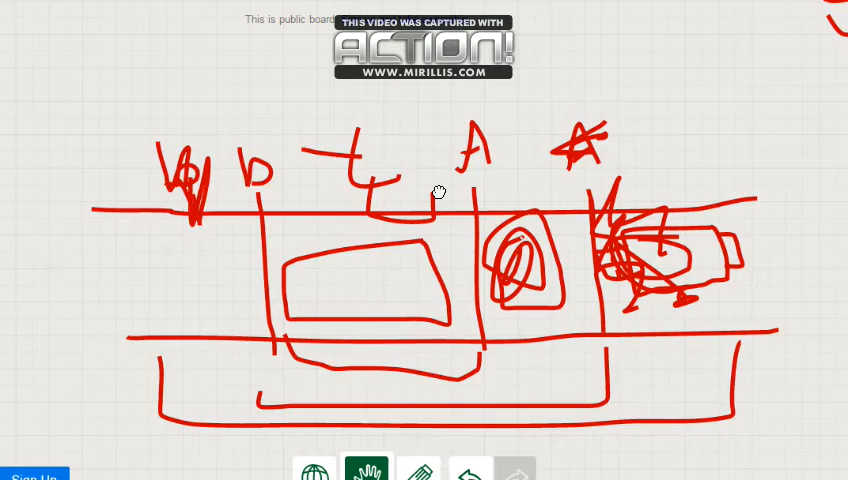 This is public board
THIS VIDEO WAS CAPTURED WITH
ACTION!
WWW.MIRILLIS.COM
D t A A
Sign Up